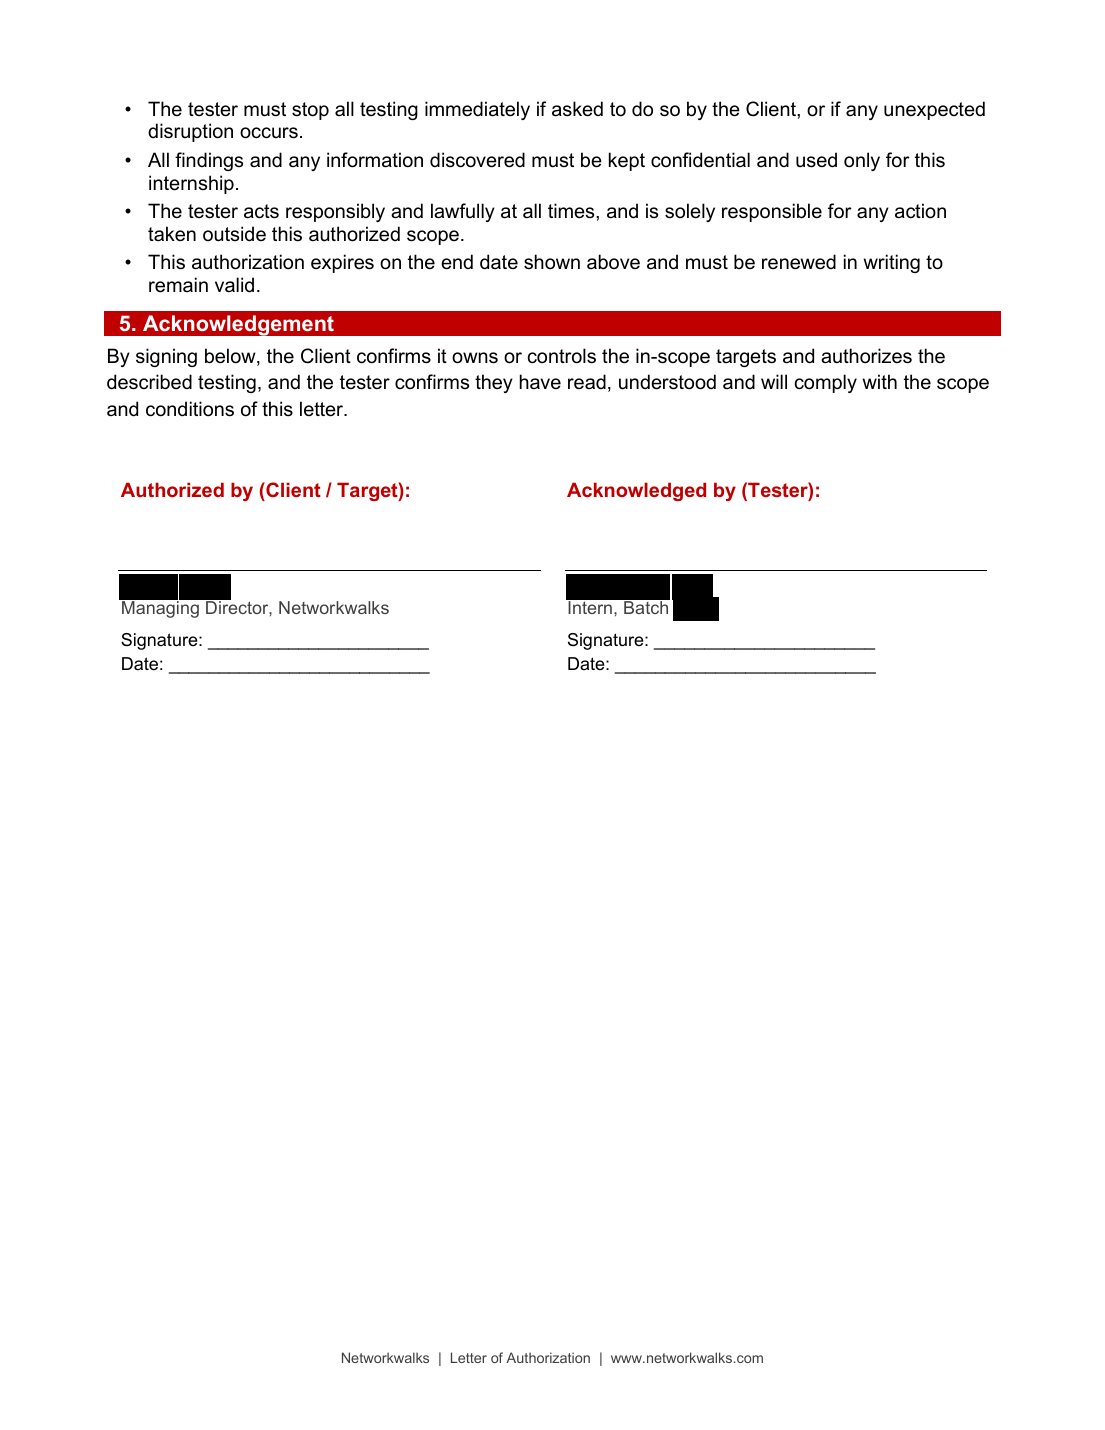 • The tester must stop all testing immediately if asked to do so by the Client, or if any unexpected
disruption occurs.
• All findings and any information discovered must be kept confidential and used only for this
internship.
• The tester acts responsibly and lawfully at all times, and is solely responsible for any action
taken outside this authorized scope.
• This authorization expires on the end date shown above and must be renewed in writing to
remain valid.
5. Acknowledgement
By signing below, the Client confirms it owns or controls the in-scope targets and authorizes the
described testing, and the tester confirms they have read, understood and will comply with the scope
and conditions of this letter.
Authorized by (Client / Target):
Managing Director, Networkwalks
Signature: ______________________
Date: __________________________
Acknowledged by (Tester):
Intern, Batch
Signature: ______________________
Date: __________________________
Networkwalks | Letter of Authorization | www.networkwalks.com